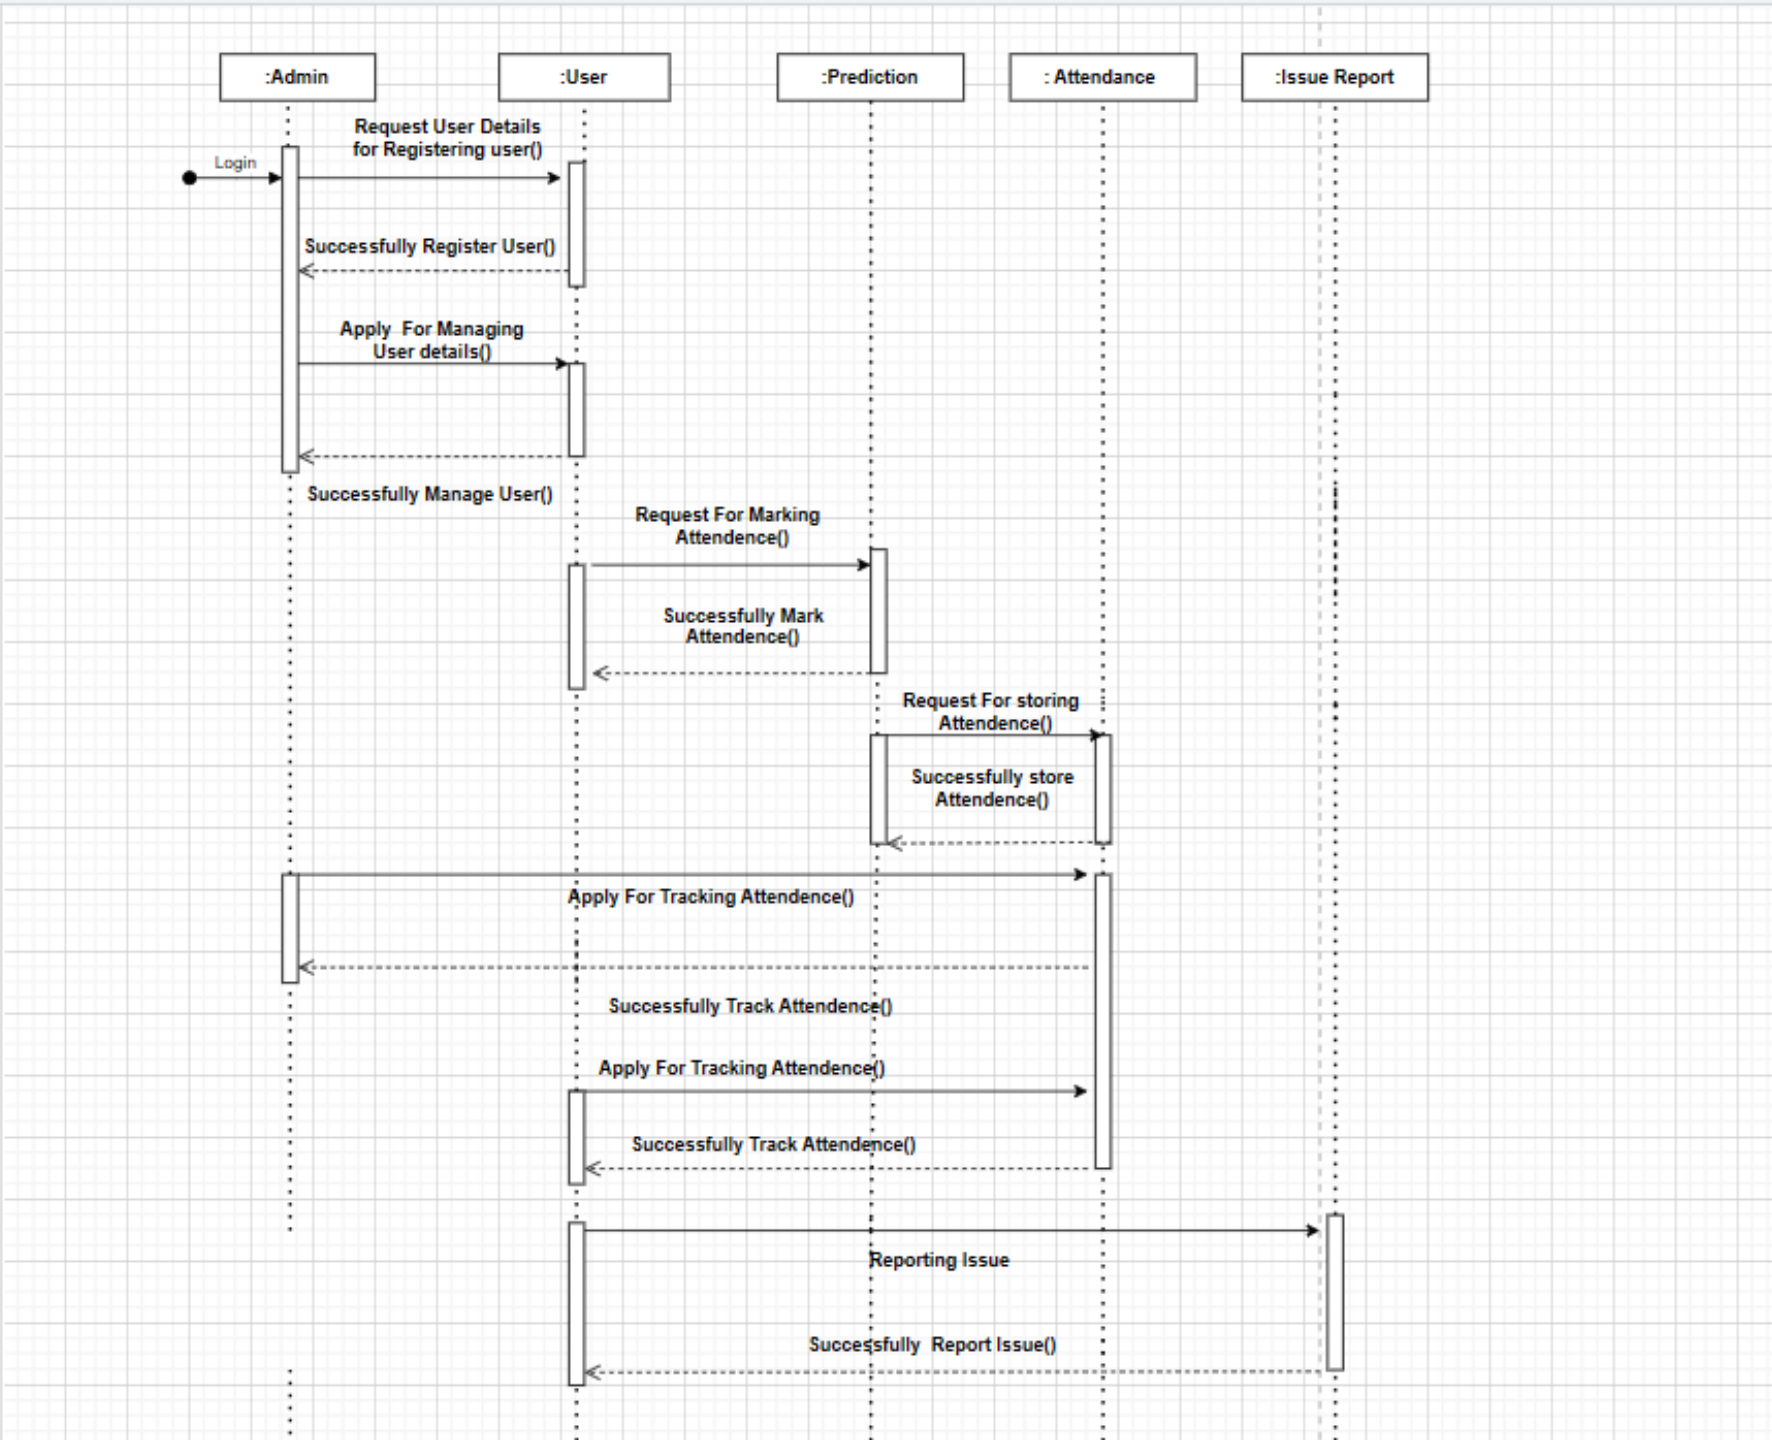 :Admin
:User
:Prediction
: Attendance
:Issue Report
Request User Details
for Registering user()
Login
Successfully Register User()
Apply  For Managing
User details()
Successfully Manage User()
Request For Marking
Attendence()
Successfully Mark
Attendence()
Request For storing
Attendence()
Successfully store
Attendence()
Apply For Tracking Attendence()
Successfully Track Attendence()
Apply For Tracking Attendence()
Successfully Track Attendence()
Reporting Issue
Successfully  Report Issue()